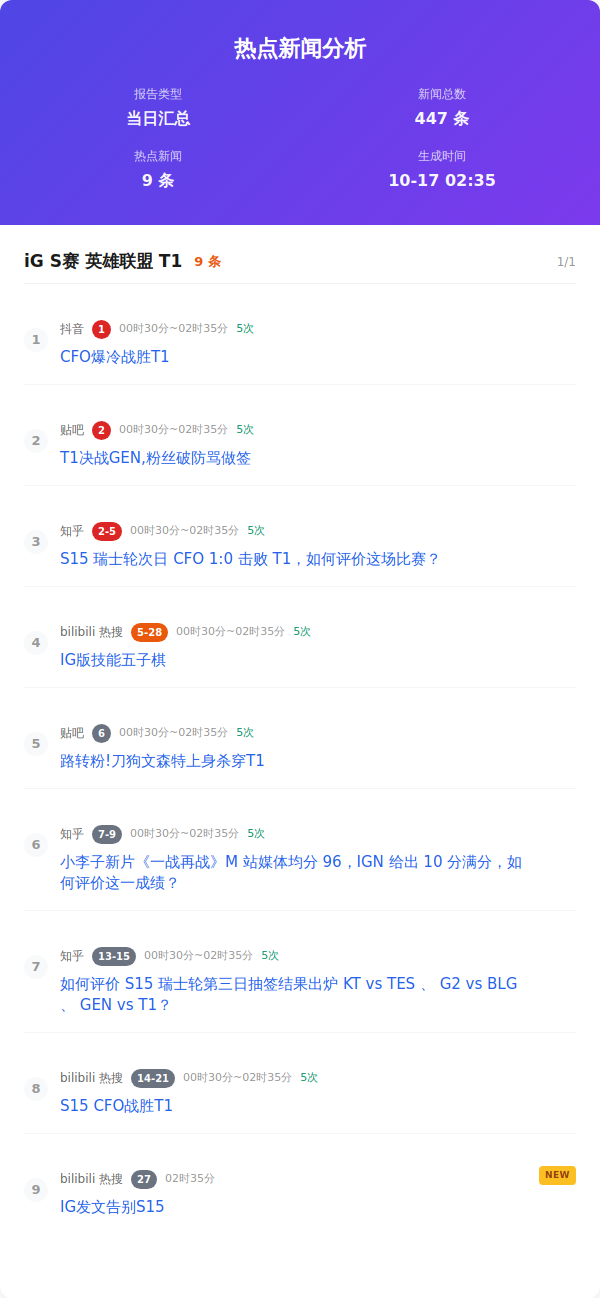 热点新闻分析
报告类型
新闻总数
当日汇总
447 条
热点新闻
生成时间
9 条
10-17 02:35
iG S赛 英雄联盟 T1 9 条 1/1
1
抖音 1 00时30分~02时35分 5次
CFO爆冷战胜T1
2
贴吧 2 00时30分~02时35分 5次
T1决战GEN,粉丝破防骂做签
3
知乎 2-5 00时30分~02时35分 5次
S15 瑞士轮次日 CFO 1:0 击败 T1，如何评价这场比赛？
4
bilibili 热搜 5-28 00时30分~02时35分 5次
IG版技能五子棋
5
贴吧 6 00时30分~02时35分 5次
路转粉!刀狗文森特上身杀穿T1
6
知乎 7-9 00时30分~02时35分 5次
小李子新片《一战再战》M 站媒体均分 96，IGN 给出 10 分满分，如
何评价这一成绩？
7
知乎 13-15 00时30分~02时35分 5次
如何评价 S15 瑞士轮第三日抽签结果出炉 KT vs TES 、 G2 vs BLG
、 GEN vs T1？
8
bilibili 热搜 14-21 00时30分~02时35分 5次
S15 CFO战胜T1
9
bilibili 热搜 27 02时35分 NEW
IG发文告别S15